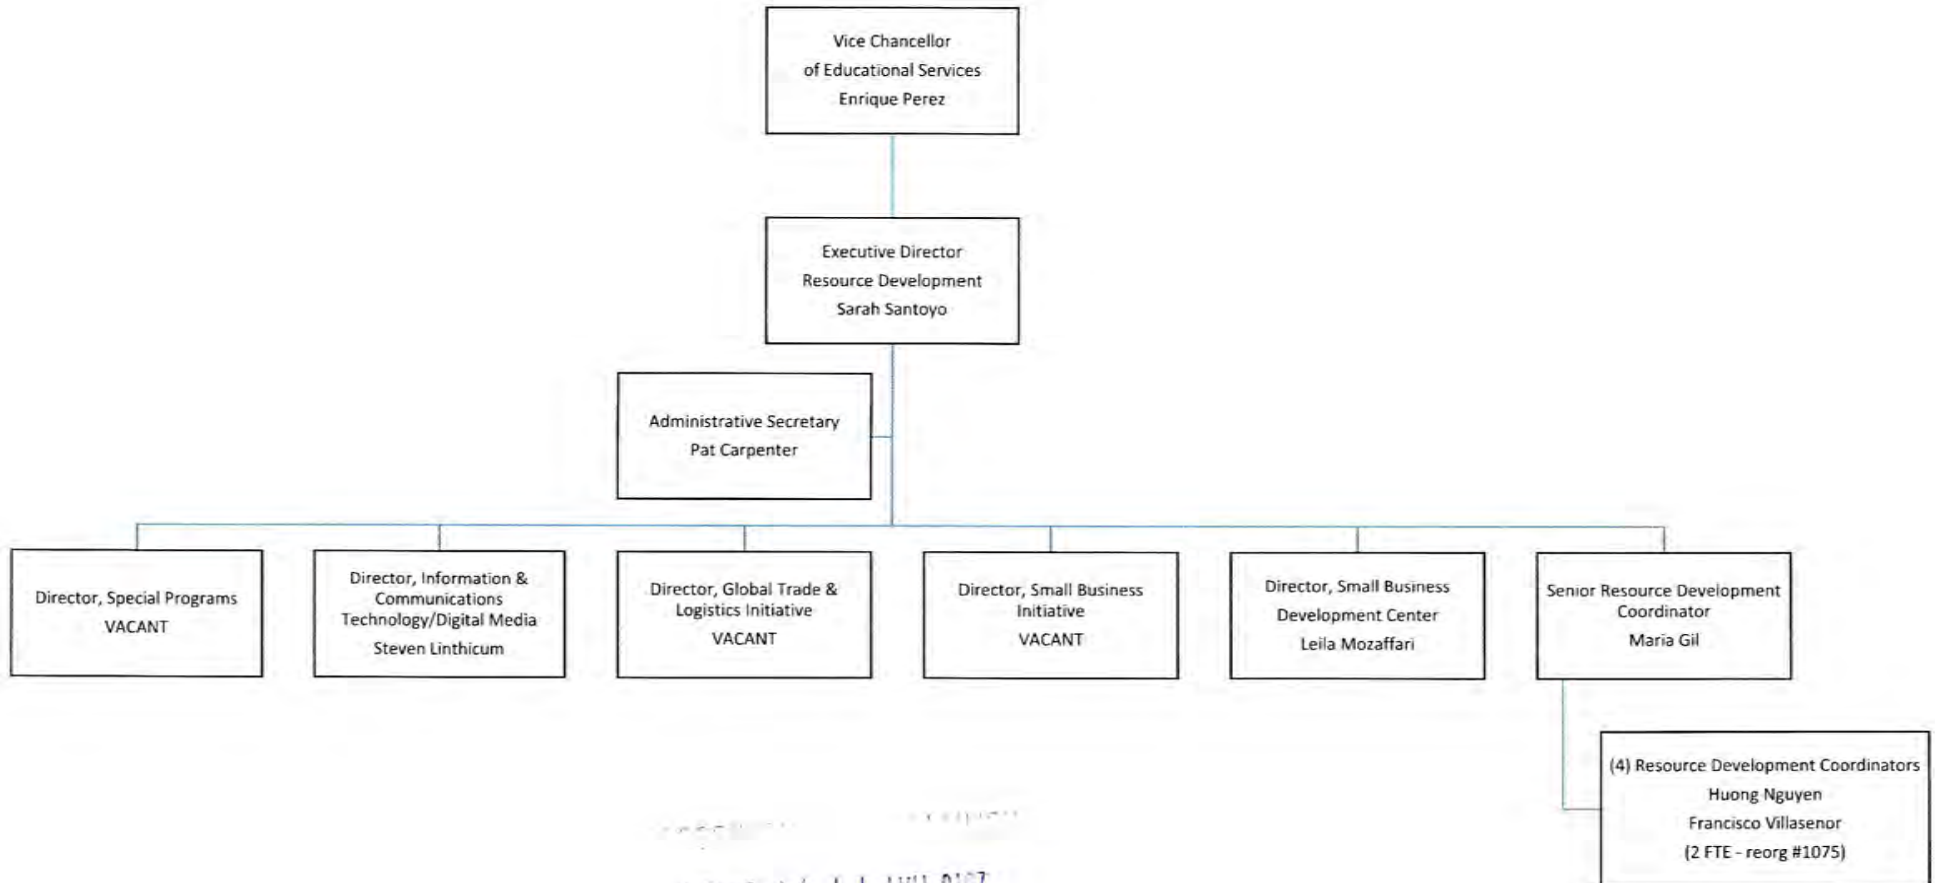 Vice Chancellor
of Educational Services
Enrique Perez
Executive Director
Resource Development
Sarah Santoyo
Administrative Secretary
Pat Carpenter
Director, Special Programs
VACANT
Director, Information &
Communications
Technology/Digital Media
Steven Linthicum
Director, Global Trade &
Logistics Initiative
VACANT
Director, Small Business
Initiative
VACANT
Director, Small Business
Development Center
Leila Mozaffari
Senior Resource Development
Coordinator
Maria Gil
(4) Resource Development Coordinators
Huong Nguyen
Francisco Villasenor
(2 FTE - reorg #1075)